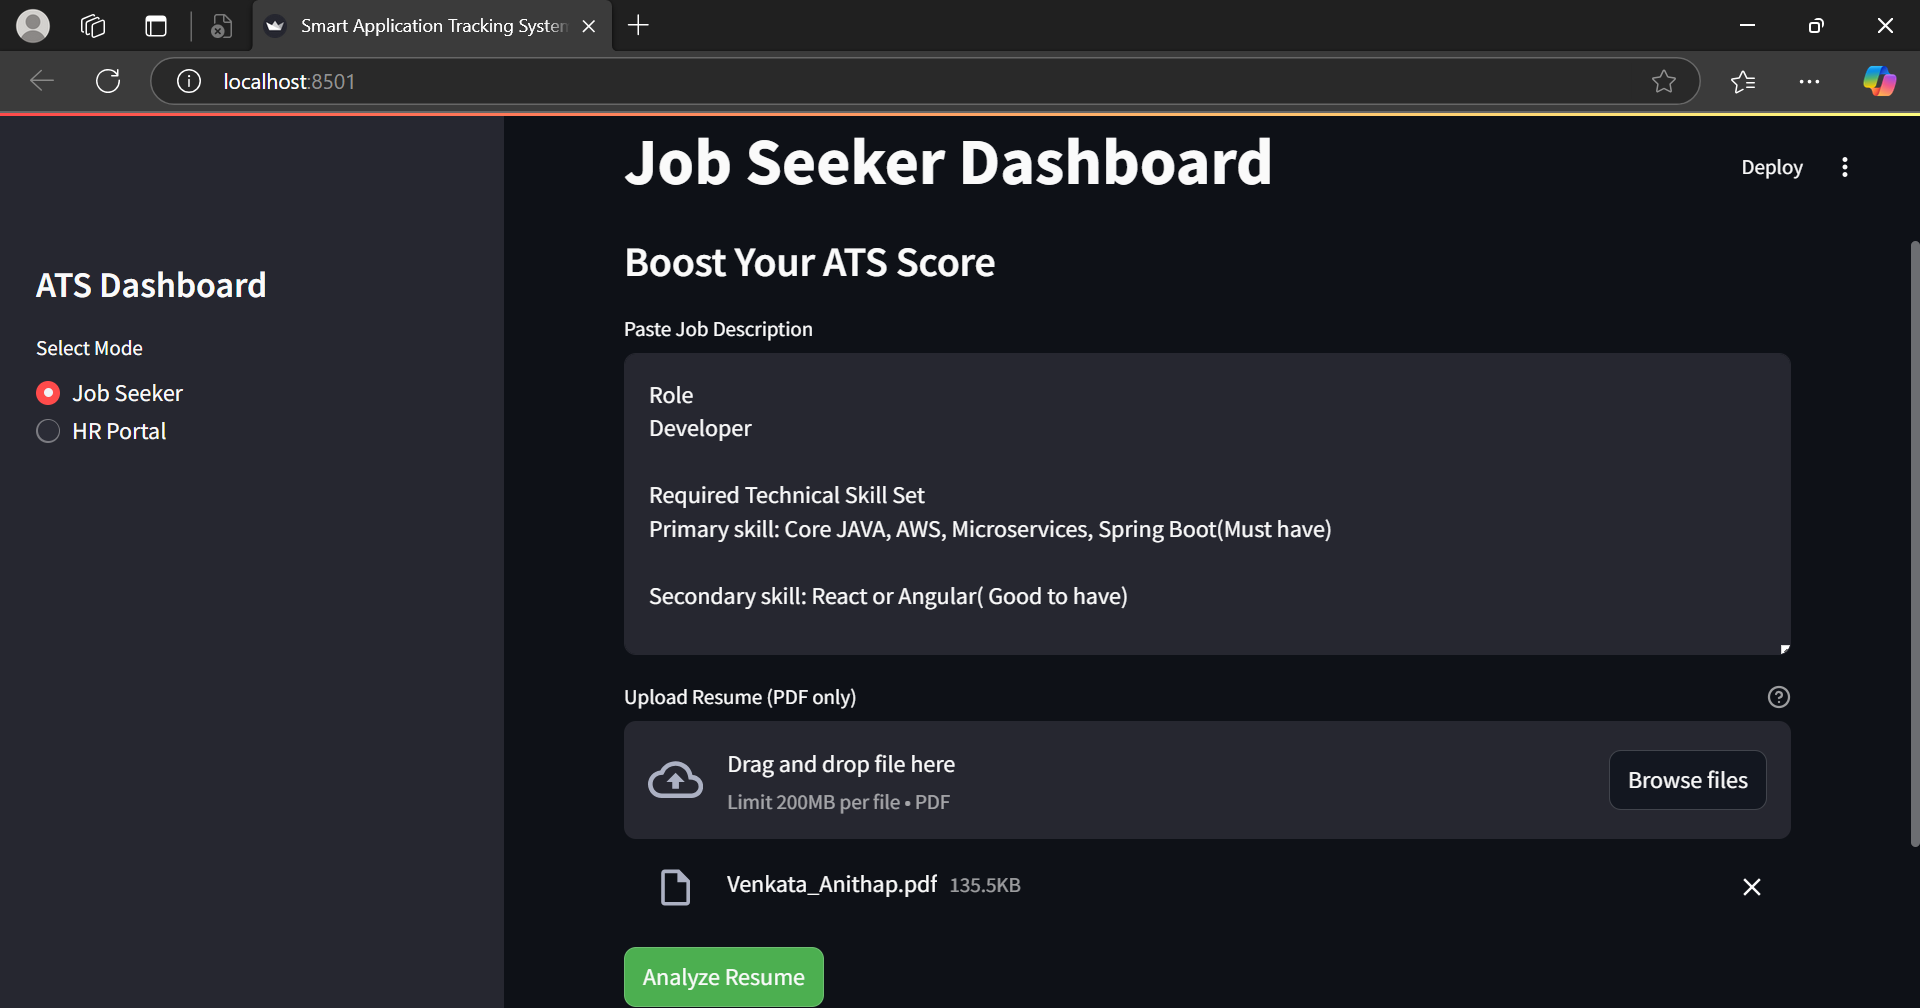 Smart Application Tracking System
localhost:8501
Job Seeker Dashboard
Deploy
Boost Your ATS Score
ATS Dashboard
Select Mode
Job Seeker
HR Portal
Paste Job Description
Role
Developer
Required Technical Skill Set
Primary skill: Core JAVA, AWS, Microservices, Spring Boot(Must have)
Secondary skill: React or Angular( Good to have)
Upload Resume (PDF only)
Drag and drop file here
Limit 200MB per file • PDF
Browse files
Venkata_Anithap.pdf 135.5KB
Analyze Resume